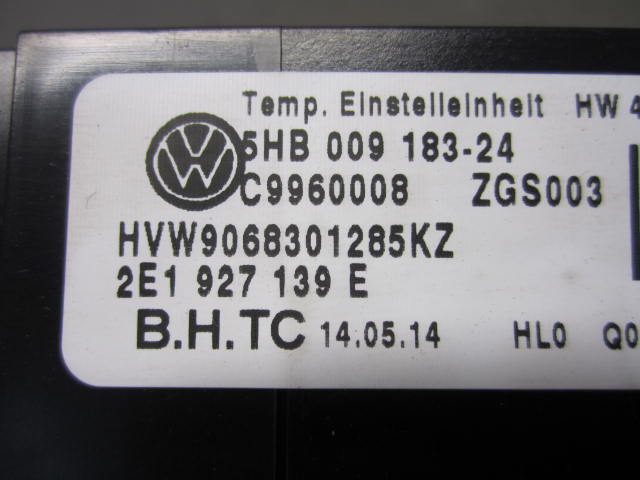 Temp. Einstelleinheit HW 4
5HB 009 183-24
C9960008 ZGS003
HVW9068301285KZ
2E1 927 139 E
B.H.TC 14.05.14 HL0 Q0